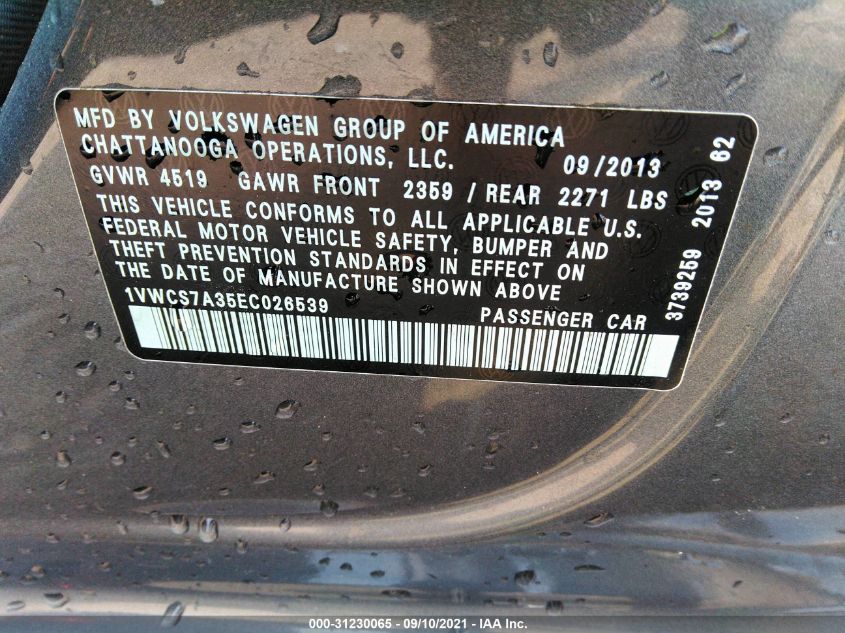 MFD BY VOLKSWAGEN GROUP OF AMERICA
CHATTANOOGA OPERATIONS, LLC. 09/2013
GVWR 4519 GAWR FRONT 2359 / REAR 2271 LBS
THIS VEHICLE CONFORMS TO ALL APPLICABLE U.S.
FEDERAL MOTOR VEHICLE SAFETY, BUMPER AND
THEFT PREVENTION STANDARDS IN EFFECT ON
THE DATE OF MANUFACTURE SHOWN ABOVE
1VWCS7A35EC026539 PASSENGER CAR
3739259 2013 62
000-31230065 - 09/10/2021 - IAA Inc.